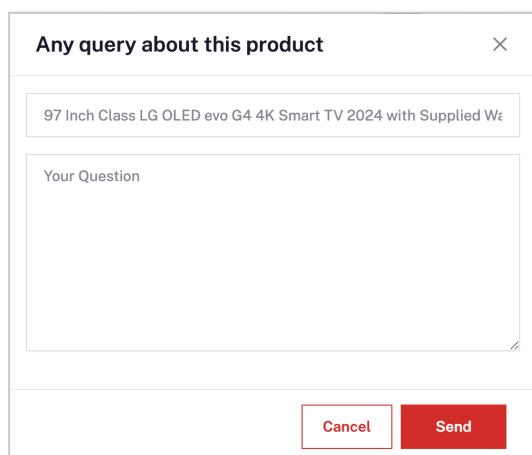 Any query about this product
97 Inch Class LG OLED evo G4 4K Smart TV 2024 with Supplied Wa
Your Question
Cancel
Send